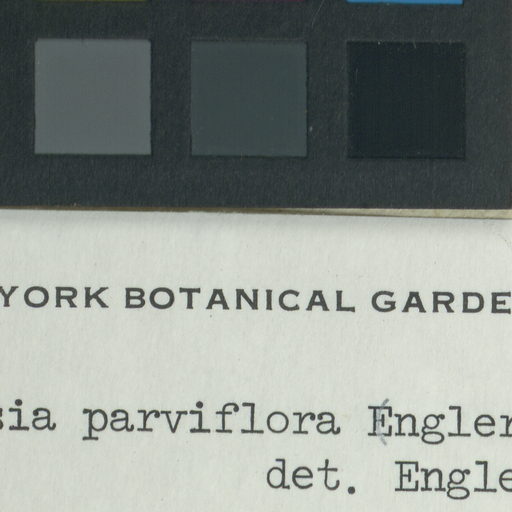 YORK BOTANICAL GARDE
sia parviflora Engler
det. Engle